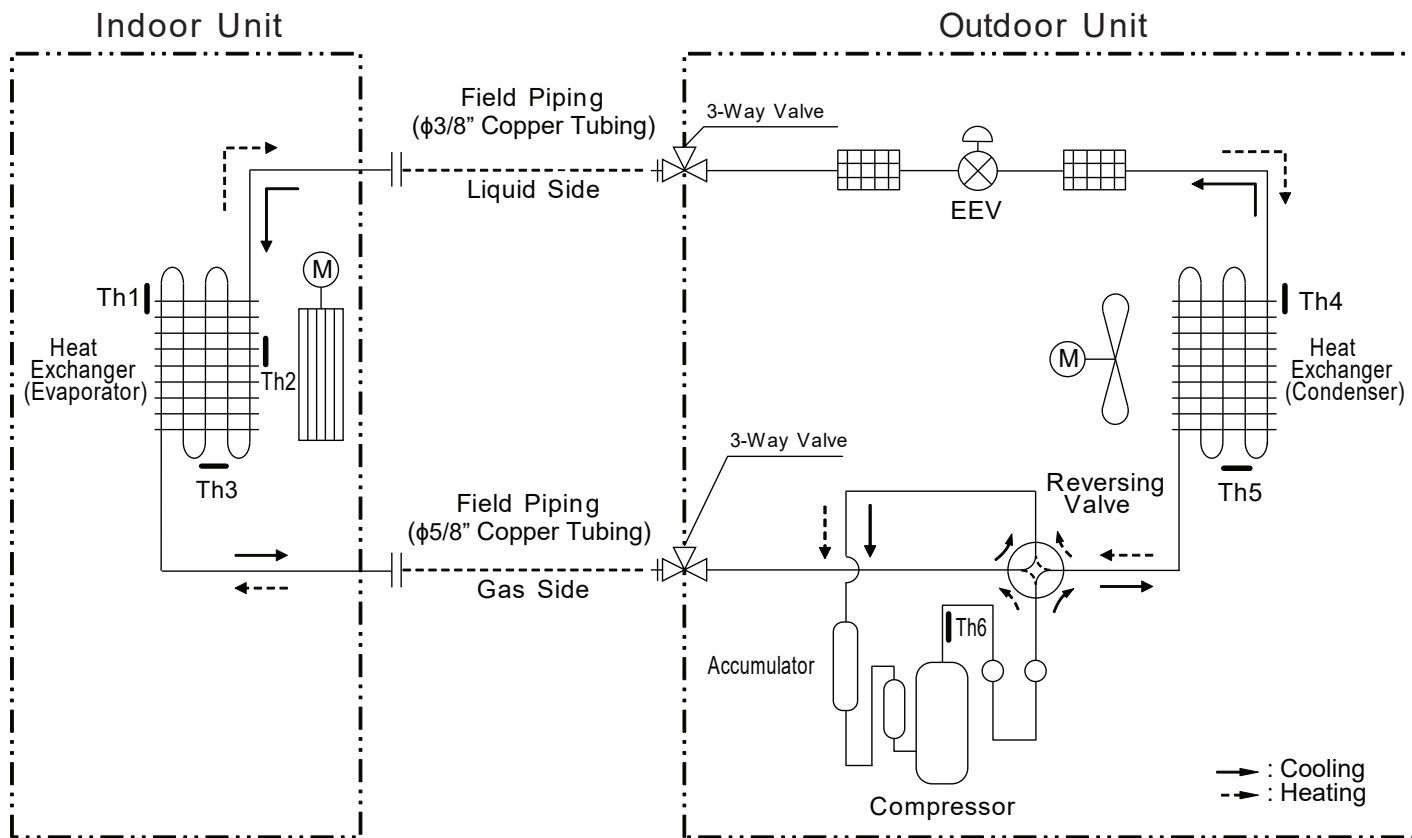 Indoor Unit
Outdoor Unit
Field Piping
(ϕ3/8” Copper Tubing)
3-Way Valve
Liquid Side
EEV
M
Th1
Th4
Heat
Exchanger
(Evaporator)
Th2
M
Heat
Exchanger
(Condenser)
3-Way Valve
Th3
Th5
Reversing
Valve
Field Piping
(ϕ5/8” Copper Tubing)
Gas Side
Th6
Accumulator
Compressor
: Cooling
: Heating